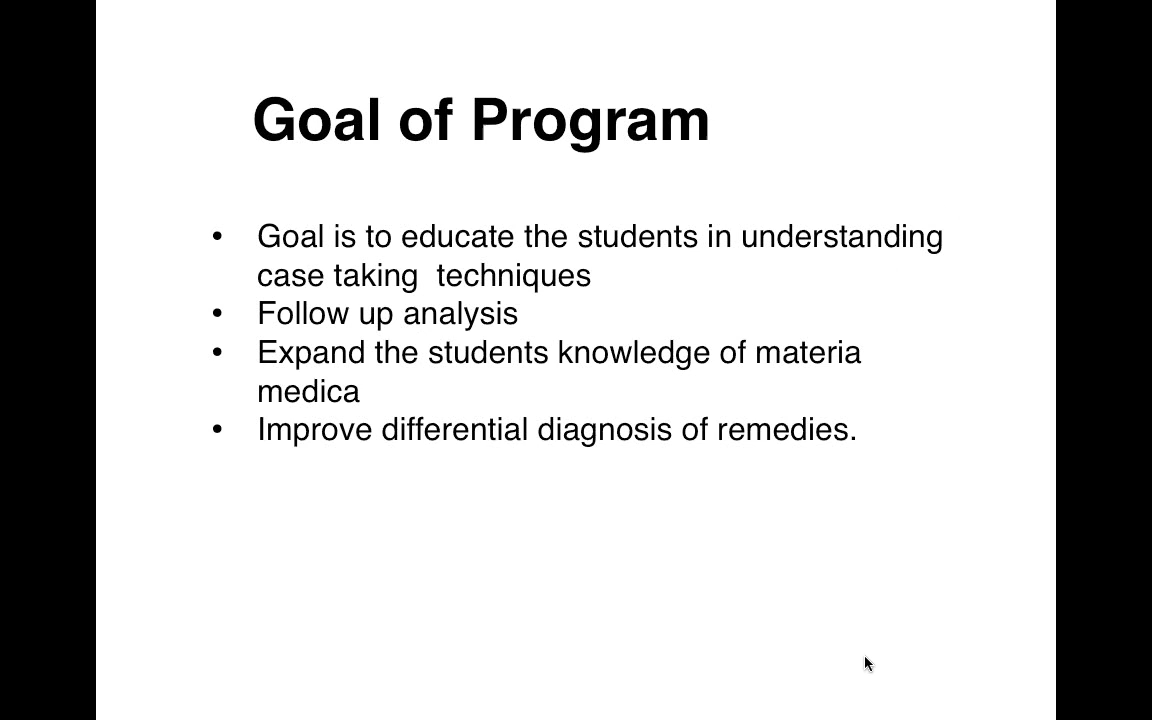 Goal of Program
• Goal is to educate the students in understanding
case taking  techniques
• Follow up analysis
• Expand the students knowledge of materia
medica
• Improve differential diagnosis of remedies.